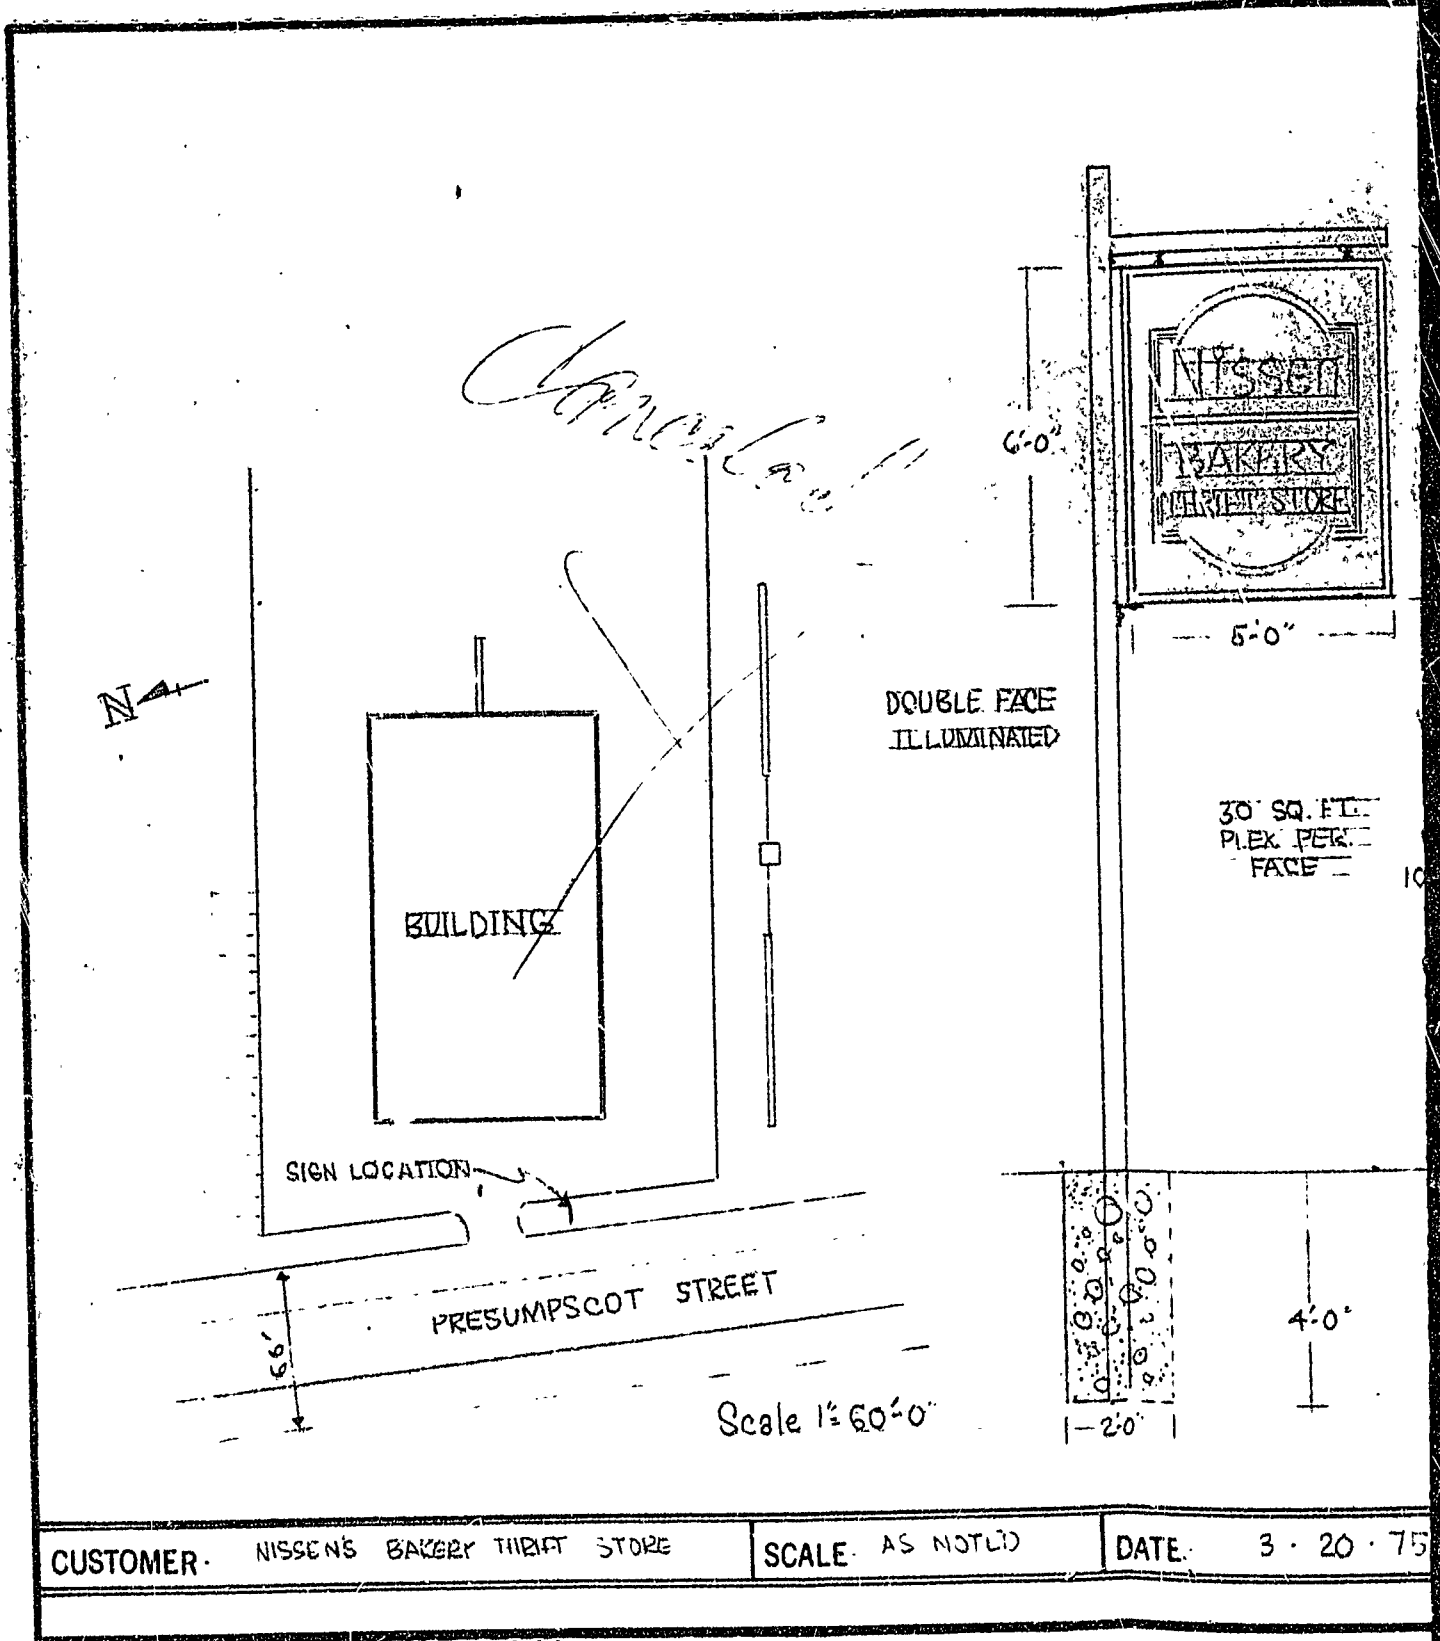 Nissen
BAKERY
THRIFT STORE
6'-0"
5'-0"
N
DOUBLE FACE
ILLUMINATED
30 SQ. FT.
PLEX PER
FACE
10
BUILDING
SIGN LOCATION
PRESUMPSCOT STREET
66'
4'-0"
Scale 1"= 60'-0"
2'0"
CUSTOMER· NISSEN'S BAKERY THRIFT STORE
SCALE· AS NOTED
DATE: 3 · 20 · 75